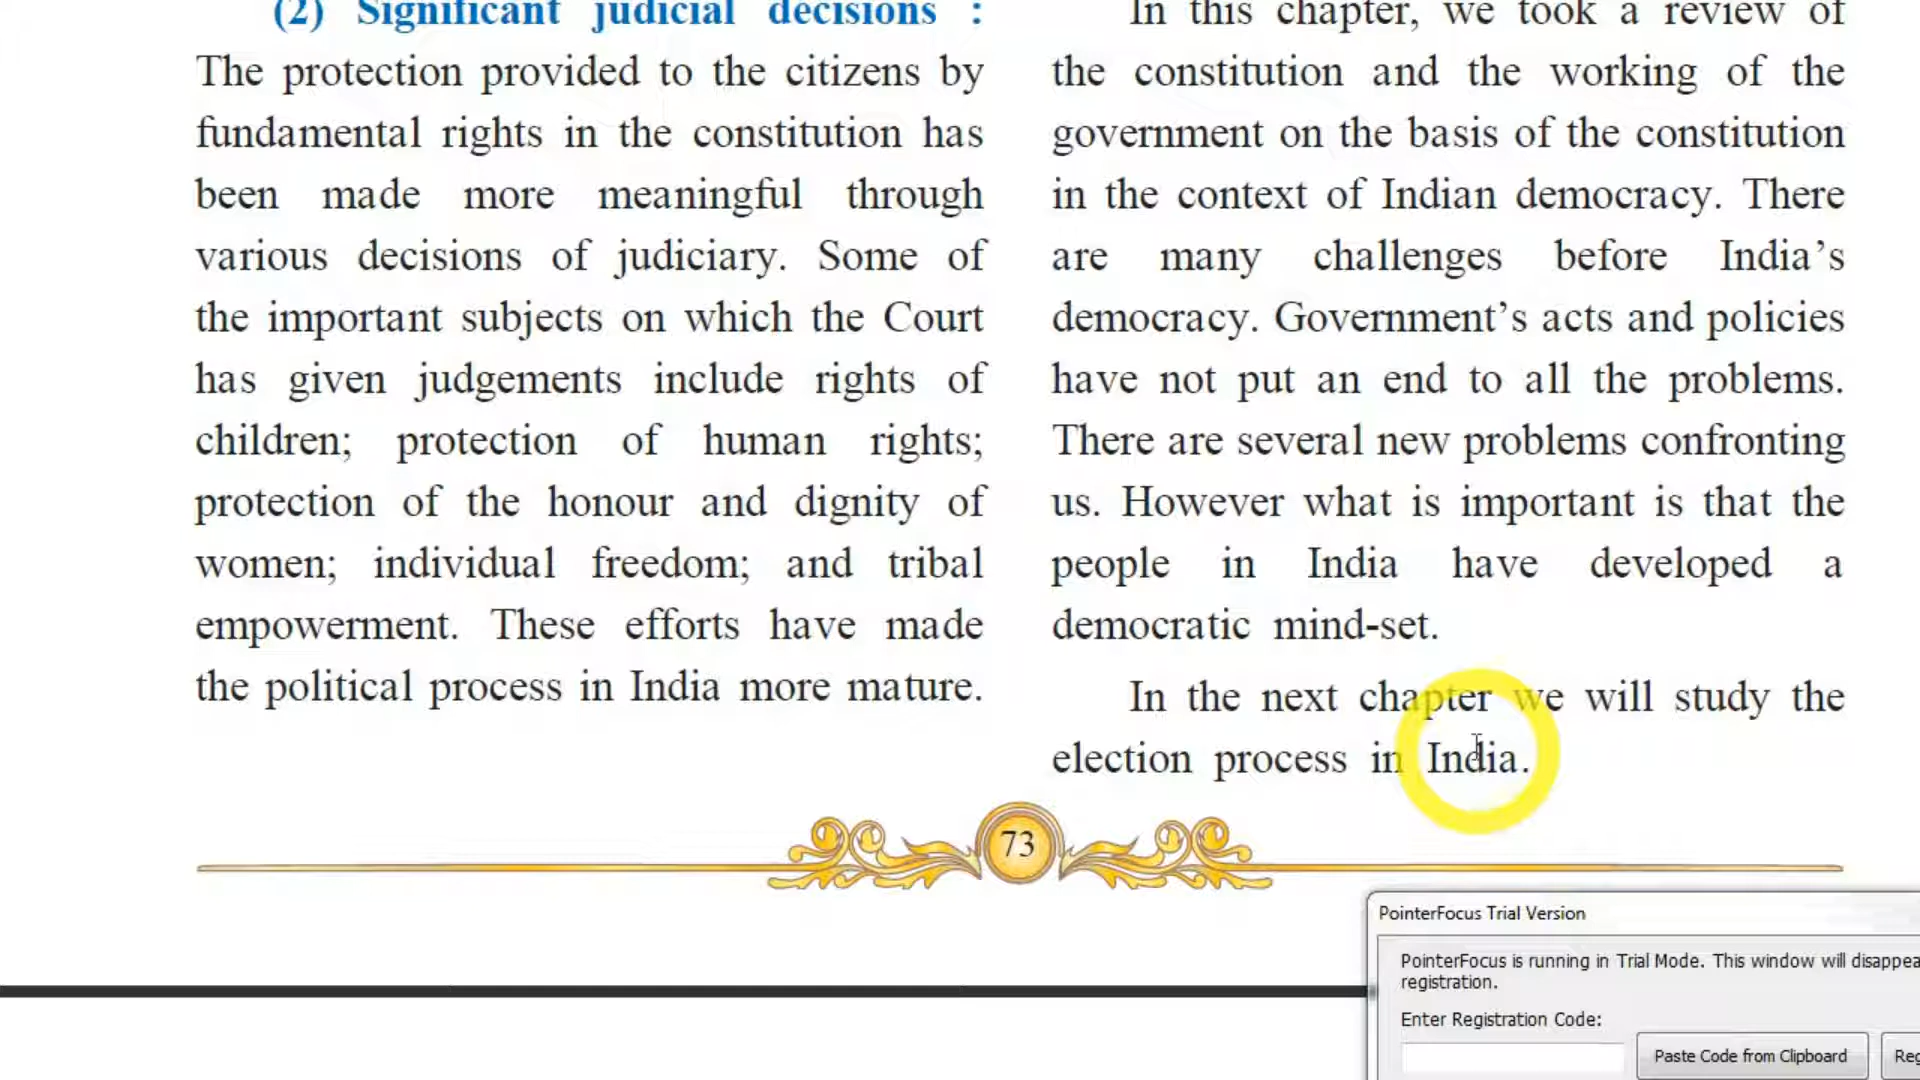 (2) Significant judicial decisions :
The protection provided to the citizens by
fundamental rights in the constitution has
been made more meaningful through
various decisions of judiciary. Some of
the important subjects on which the Court
has given judgements include rights of
children; protection of human rights;
protection of the honour and dignity of
women; individual freedom; and tribal
empowerment. These efforts have made
the political process in India more mature.
In this chapter, we took a review of
the constitution and the working of the
government on the basis of the constitution
in the context of Indian democracy. There
are many challenges before India’s
democracy. Government’s acts and policies
have not put an end to all the problems.
There are several new problems confronting
us. However what is important is that the
people in India have developed a
democratic mind-set.
In the next chapter we will study the
election process in India.
73
PointerFocus Trial Version
PointerFocus is running in Trial Mode. This window will disappea
registration.
Enter Registration Code:
Paste Code from Clipboard
Reg